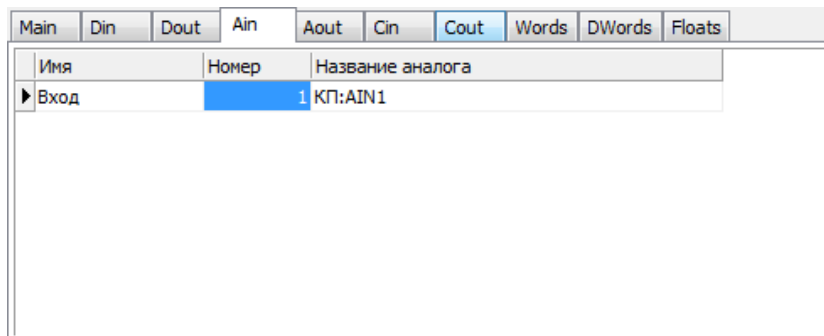 Main Din Dout Ain Aout Cin Cout Words DWords Floats
Имя Номер Название аналога
Вход 1 КП:AIN1